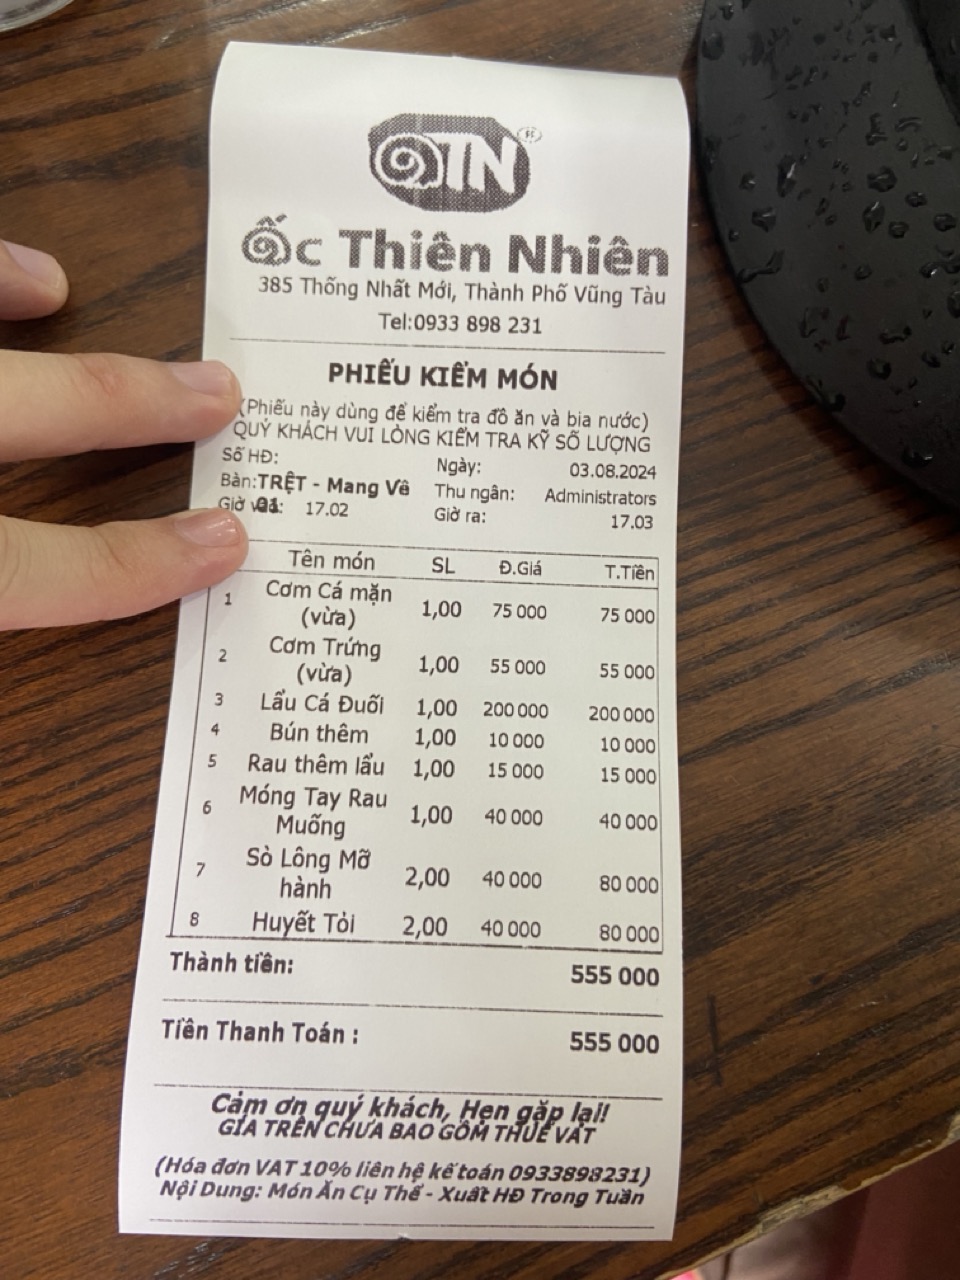 TN
Ốc Thiên Nhiên
385 Thống Nhất Mới, Thành Phố Vũng Tàu
Tel:0933 898 231
PHIẾU KIỂM MÓN
(Phiếu này dùng để kiểm tra đồ ăn và bia nước)
QUÝ KHÁCH VUI LÒNG KIỂM TRA KỸ SỐ LƯỢNG
Số HĐ: Ngày: 03.08.2024
Bàn:TRỆT - Mang Về 01 Thu ngân: Administrators
Giờ vào: 17.02 Giờ ra: 17.03
Tên món SL Đ.Giá T.Tiền
1 Cơm Cá mặn (vừa) 1,00 75 000 75 000
2 Cơm Trứng (vừa) 1,00 55 000 55 000
3 Lẩu Cá Đuối 1,00 200 000 200 000
4 Bún thêm 1,00 10 000 10 000
5 Rau thêm lẩu 1,00 15 000 15 000
6 Móng Tay Rau Muống 1,00 40 000 40 000
7 Sò Lông Mỡ hành 2,00 40 000 80 000
8 Huyết Tỏi 2,00 40 000 80 000
Thành tiền: 555 000
Tiền Thanh Toán : 555 000
Cảm ơn quý khách, Hẹn gặp lại!
GIÁ TRÊN CHƯA BAO GỒM THUẾ VAT
(Hóa đơn VAT 10% liên hệ kế toán 0933898231)
Nội Dung: Món Ăn Cụ Thể - Xuất HĐ Trong Tuần